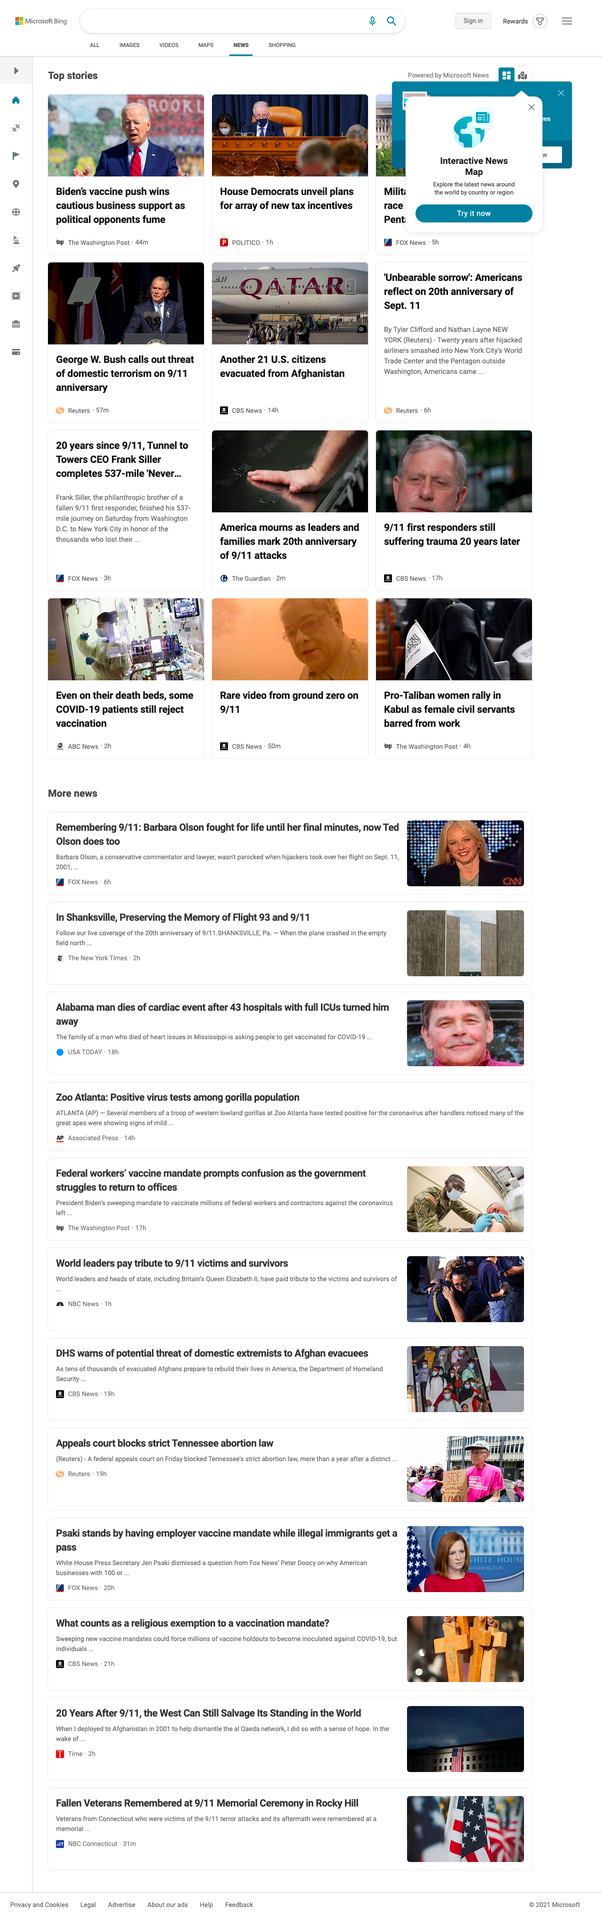 Microsoft Bing
Sign in
Rewards
ALL
IMAGES
VIDEOS
MAPS
NEWS
SHOPPING
Top stories
Powered by Microsoft News
Interactive News
Map
Explore the latest news around
the world by country or region
Try it now
BROOKL
Biden's vaccine push wins
cautious business support as
political opponents fume
The Washington Post · 44m
House Democrats unveil plans
for array of new tax incentives
POLITICO · 1h
Milita
race
Penta
FOX News · 5h
George W. Bush calls out threat
of domestic terrorism on 9/11
anniversary
Reuters · 57m
QATAR
Another 21 U.S. citizens
evacuated from Afghanistan
CBS News · 14h
'Unbearable sorrow': Americans
reflect on 20th anniversary of
Sept. 11
By Tyler Clifford and Nathan Layne NEW
YORK (Reuters) - Twenty years after hijacked
airliners smashed into New York City's World
Trade Center and the Pentagon outside
Washington, Americans came ...
Reuters · 6h
20 years since 9/11, Tunnel to
Towers CEO Frank Siller
completes 537-mile 'Never...
Frank Siller, the philanthropic brother of a
fallen 9/11 first responder, finished his 537-
mile journey on Saturday from Washington
D.C. to New York City in honor of the
thousands who lost their ...
FOX News · 3h
America mourns as leaders and
families mark 20th anniversary
of 9/11 attacks
The Guardian · 2m
9/11 first responders still
suffering trauma 20 years later
CBS News · 17h
Even on their death beds, some
COVID-19 patients still reject
vaccination
ABC News · 2h
Rare video from ground zero on
9/11
CBS News · 50m
Pro-Taliban women rally in
Kabul as female civil servants
barred from work
The Washington Post · 4h
More news
Remembering 9/11: Barbara Olson fought for life until her final minutes, now Ted
Olson does too
Barbara Olson, a conservative commentator and lawyer, wasn't panicked when hijackers took over her flight on Sept. 11,
2001, ...
FOX News · 6h
CNN
In Shanksville, Preserving the Memory of Flight 93 and 9/11
Follow our live coverage of the 20th anniversary of 9/11.SHANKSVILLE, Pa. — When the plane crashed in the empty
field north ...
The New York Times · 2h
Alabama man dies of cardiac event after 43 hospitals with full ICUs turned him
away
The family of a man who died of heart issues in Mississippi is asking people to get vaccinated for COVID-19 ...
USA TODAY · 18h
Zoo Atlanta: Positive virus tests among gorilla population
ATLANTA (AP) — Several members of a troop of western lowland gorillas at Zoo Atlanta have tested positive for the coronavirus after handlers noticed many of the
great apes were showing signs of mild ...
AP Associated Press · 14h
Federal workers' vaccine mandate prompts confusion as the government
struggles to return to offices
President Biden's sweeping mandate to vaccinate millions of federal workers and contractors against the coronavirus
left ...
The Washington Post · 17h
World leaders pay tribute to 9/11 victims and survivors
World leaders and heads of state, including Britain's Queen Elizabeth II, have paid tribute to the victims and survivors of
...
NBC News · 1h
DHS warns of potential threat of domestic extremists to Afghan evacuees
As tens of thousands of evacuated Afghans prepare to rebuild their lives in America, the Department of Homeland
Security ...
CBS News · 19h
Appeals court blocks strict Tennessee abortion law
(Reuters) - A federal appeals court on Friday blocked Tennessee's strict abortion law, more than a year after a district ...
Reuters · 19h
Psaki stands by having employer vaccine mandate while illegal immigrants get a
pass
White House Press Secretary Jen Psaki dismissed a question from Fox News' Peter Doocy on why American
businesses with 100 or ...
FOX News · 20h
WHITE HOUSE
What counts as a religious exemption to a vaccination mandate?
Sweeping new vaccine mandates could force millions of vaccine holdouts to become inoculated against COVID-19, but
individuals ...
CBS News · 21h
20 Years After 9/11, the West Can Still Salvage Its Standing in the World
When I deployed to Afghanistan in 2001 to help dismantle the al Qaeda network, I did so with a sense of hope. In the
wake of ...
Time · 2h
Fallen Veterans Remembered at 9/11 Memorial Ceremony in Rocky Hill
Veterans from Connecticut who were victims of the 9/11 terror attacks and its aftermath were remembered at a
memorial ...
NBC Connecticut · 31m
Privacy and Cookies
Legal
Advertise
About our ads
Help
Feedback
© 2021 Microsoft